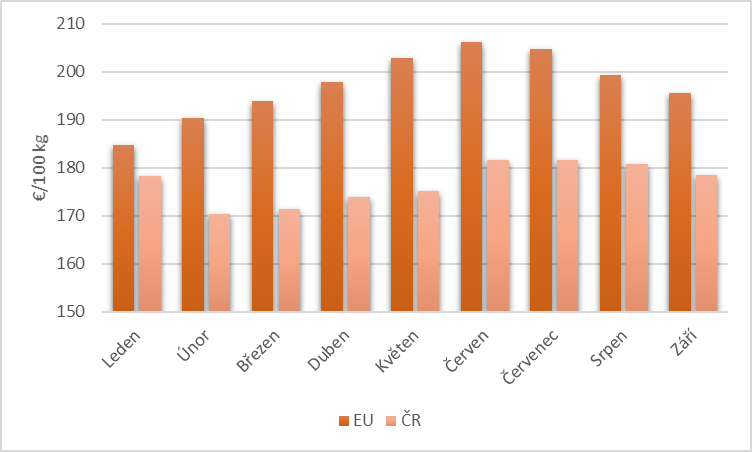 210
200
190
180
170
160
150
€/100 kg
Leden Únor Březen Duben Květen Červen Červenec Srpen Září
EU ČR